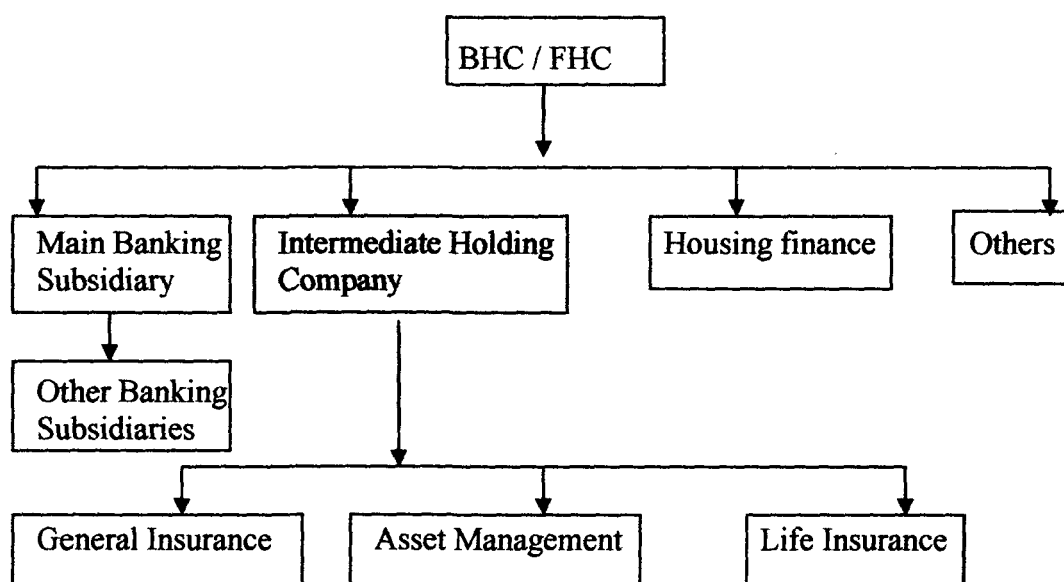 BHC / FHC
Main Banking
Subsidiary
Intermediate Holding
Company
Housing finance
Others
Other Banking
Subsidiaries
General Insurance
Asset Management
Life Insurance